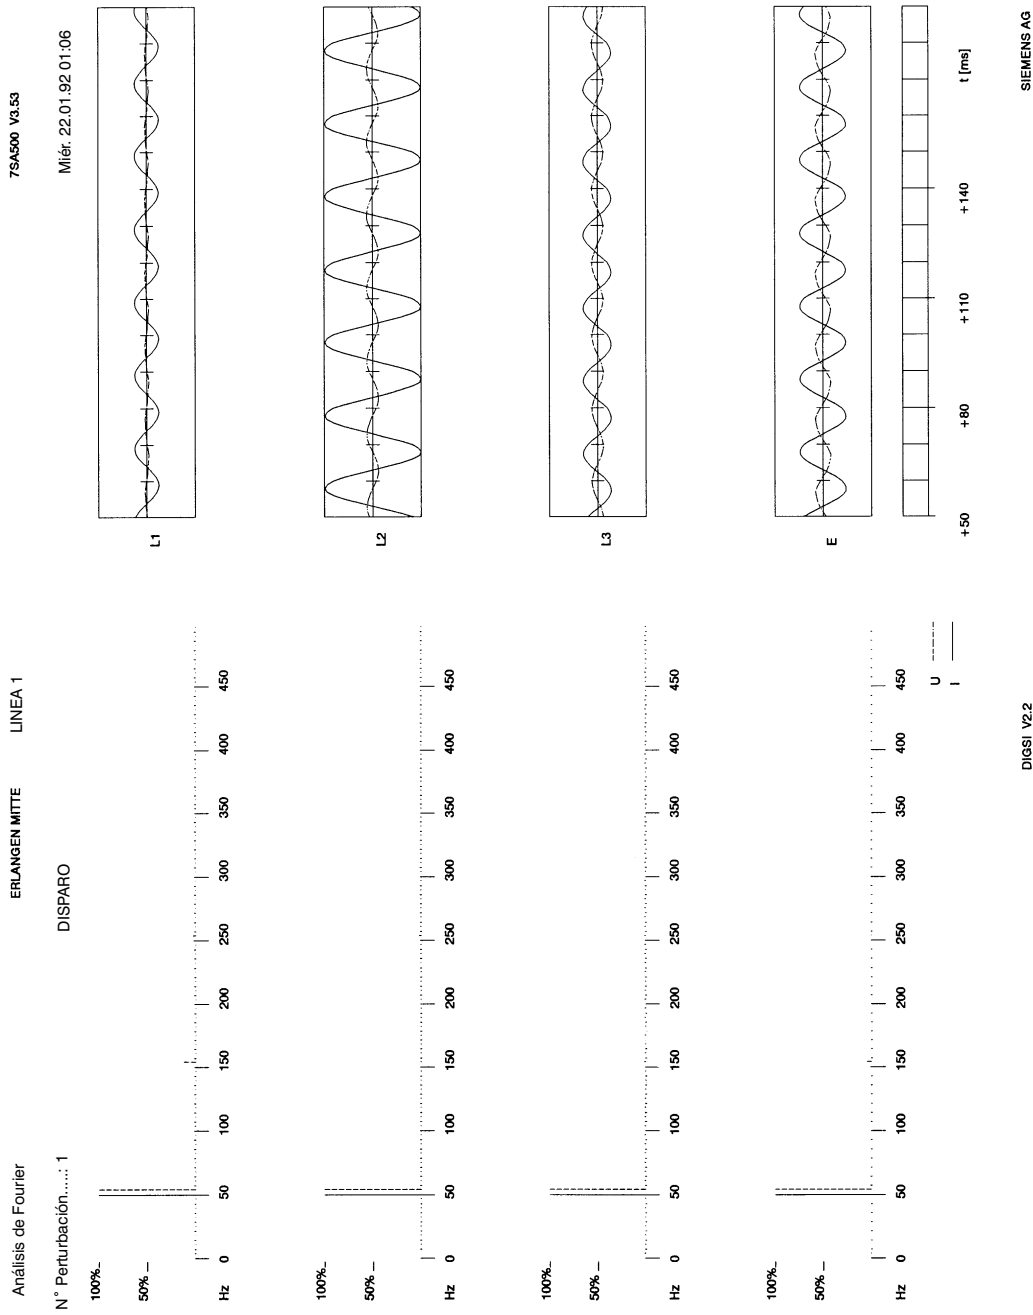 Análisis de Fourier ERLANGEN MITTE LINEA 1 7SA500 V3.53
N° Perturbación.....: 1 DISPARO Miér. 22.01.92 01:06
100%
50%
Hz 0 50 100 150 200 250 300 350 400 450
L1
100%
50%
Hz 0 50 100 150 200 250 300 350 400 450
L2
100%
50%
Hz 0 50 100 150 200 250 300 350 400 450
L3
100%
50%
Hz 0 50 100 150 200 250 300 350 400 450
E
U
I
+50 +80 +110 +140 t [ms]
DIGSI V2.2 SIEMENS AG